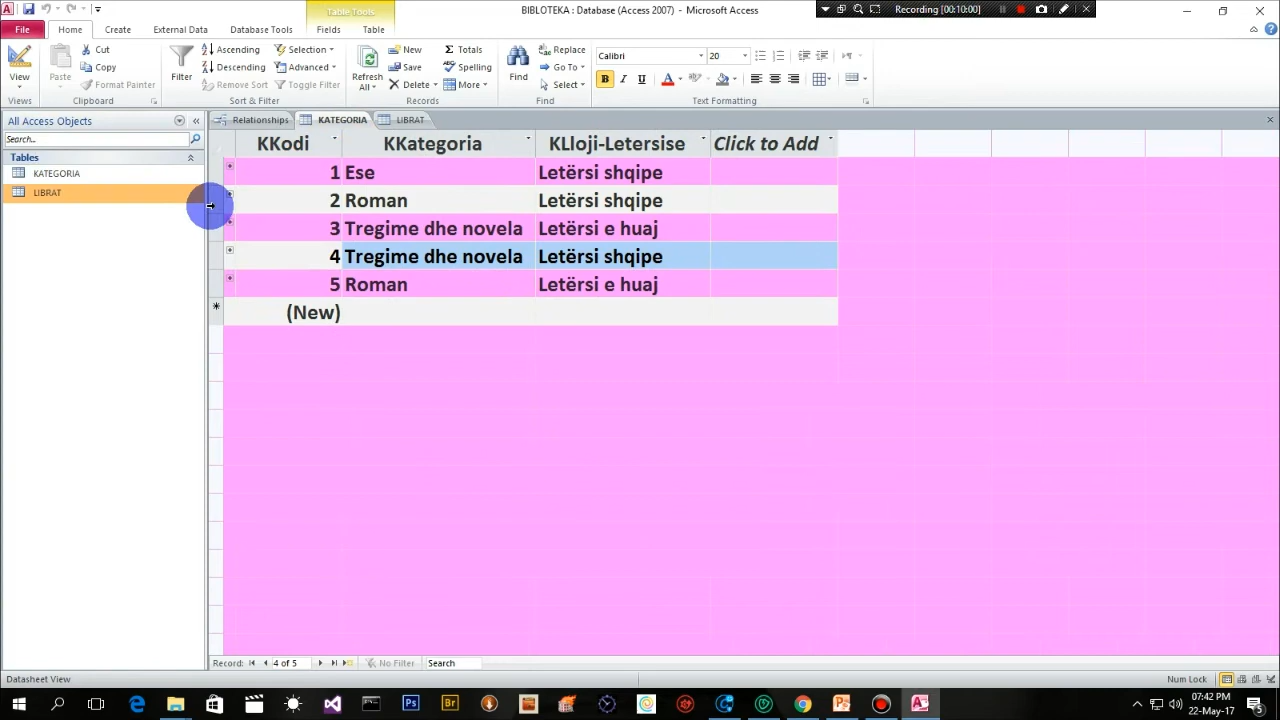 Table Tools
BIBLOTEKA : Database (Access 2007) - Microsoft Access
Recording [00:10:00]
File Home Create External Data Database Tools Fields Table
View
Views
Paste
Cut
Copy
Format Painter
Clipboard
Filter
Ascending
Descending
Remove Sort
Selection
Advanced
Toggle Filter
Sort & Filter
Refresh
All
New
Save
Delete
Totals
Spelling
More
Records
Find
Replace
Go To
Select
Find
Calibri 20
B I U
A
Text Formatting
All Access Objects
Search...
Tables
KATEGORIA
LIBRAT
Relationships KATEGORIA LIBRAT
KKodi KKategoria KLloji-Letersise Click to Add
1 Ese Letërsi shqipe
2 Roman Letërsi shqipe
3 Tregime dhe novela Letërsi e huaj
4 Tregime dhe novela Letërsi shqipe
5 Roman Letërsi e huaj
(New)
Record: 4 of 5 No Filter Search
Datasheet View Num Lock
Ps Br
07:42 PM
22-May-17
3